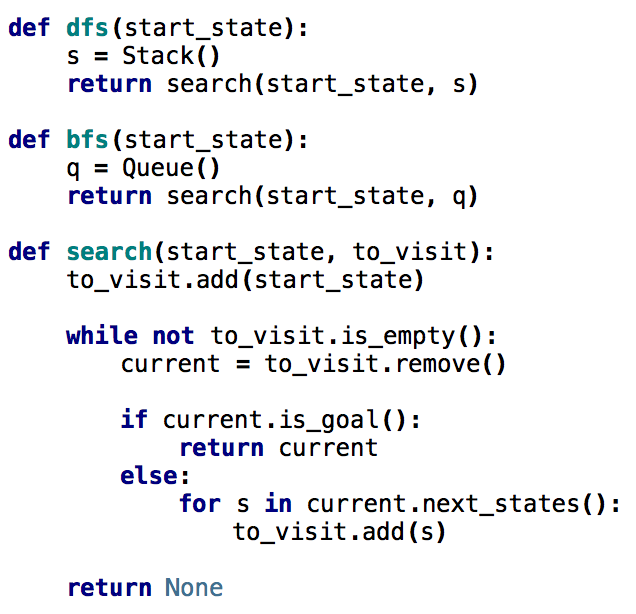 def dfs(start_state):
    s = Stack()
    return search(start_state, s)

def bfs(start_state):
    q = Queue()
    return search(start_state, q)

def search(start_state, to_visit):
    to_visit.add(start_state)

    while not to_visit.is_empty():
        current = to_visit.remove()

        if current.is_goal():
            return current
        else:
            for s in current.next_states():
                to_visit.add(s)

    return None